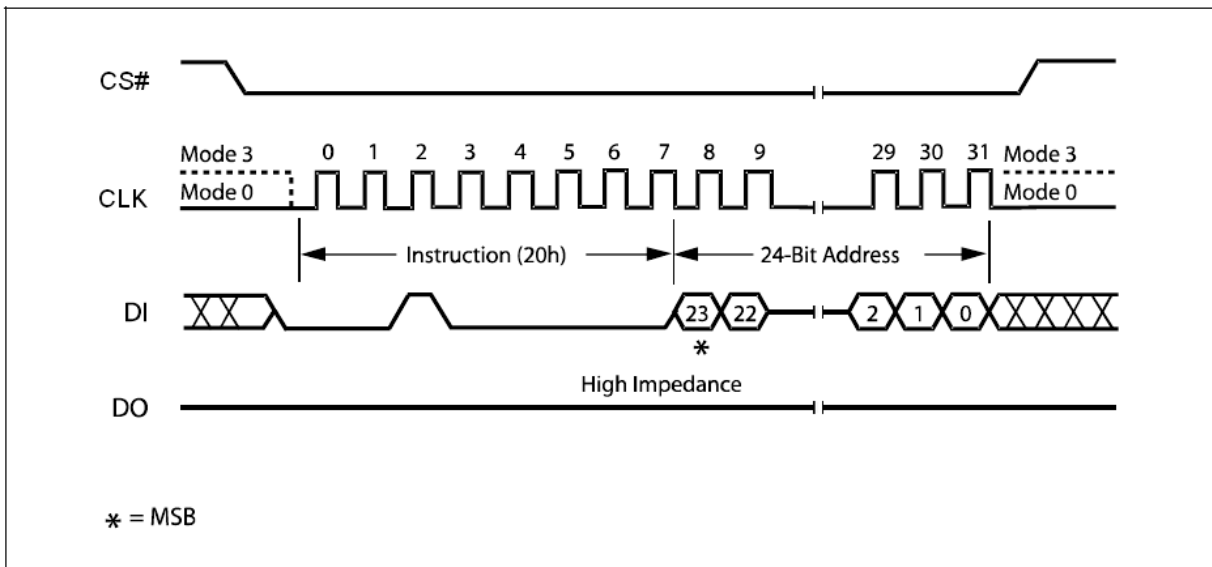 CS#
Mode 3 0 1 2 3 4 5 6 7 8 9 29 30 31 Mode 3
CLK Mode 0 Mode 0
Instruction (20h) 24-Bit Address
DI 23 22 2 1 0
*
High Impedance
DO
* = MSB